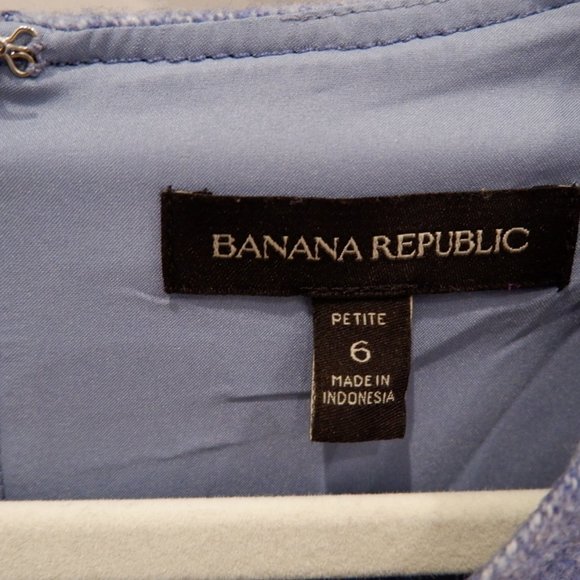 BANANA REPUBLIC
PETITE
6
MADE IN
INDONESIA